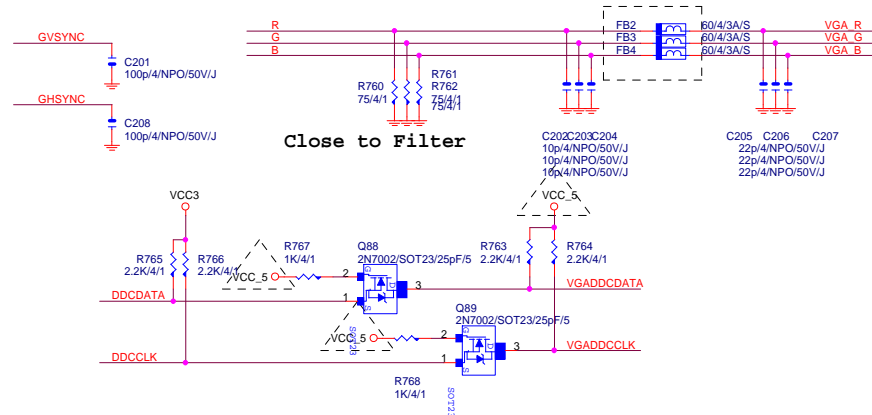 R
G
B
FB2
FB3
FB4
60/4/3A/S
60/4/3A/S
60/4/3A/S
VGA_R
VGA_G
VGA_B
GVSYNC
C201
100p/4/NPO/50V/J
GHSYNC
C208
100p/4/NPO/50V/J
R760
75/4/1
R761
R762
75/4/1
75/4/1
Close to Filter
C202 C203 C204
10p/4/NPO/50V/J
10p/4/NPO/50V/J
10p/4/NPO/50V/J
C205 C206 C207
22p/4/NPO/50V/J
22p/4/NPO/50V/J
22p/4/NPO/50V/J
VCC3
VCC_5
R765
2.2K/4/1
R766
2.2K/4/1
R767
1K/4/1
VCC_5
Q88
2N7002/SOT23/25pF/5
R763
2.2K/4/1
R764
2.2K/4/1
2
G
D
S
1
3
DDCDATA
VGADDCDATA
Q89
2N7002/SOT23/25pF/5
VCC_5
SOT23
2
G
D
S
1
3
DDCCLK
VGADDCCLK
R768
1K/4/1